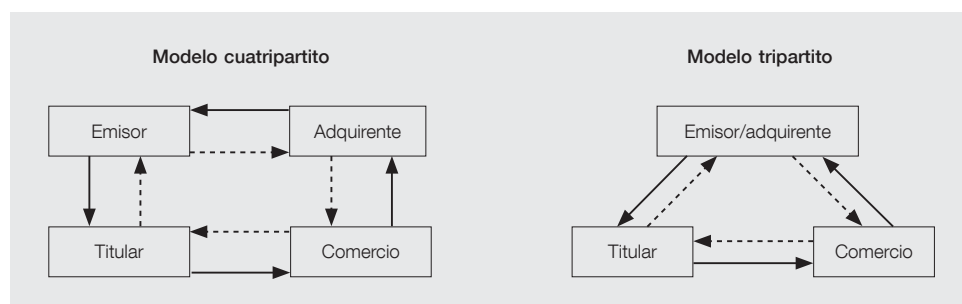 Modelo cuatripartito
Modelo tripartito
Emisor
Adquirente
Emisor/adquirente
Titular
Comercio
Titular
Comercio